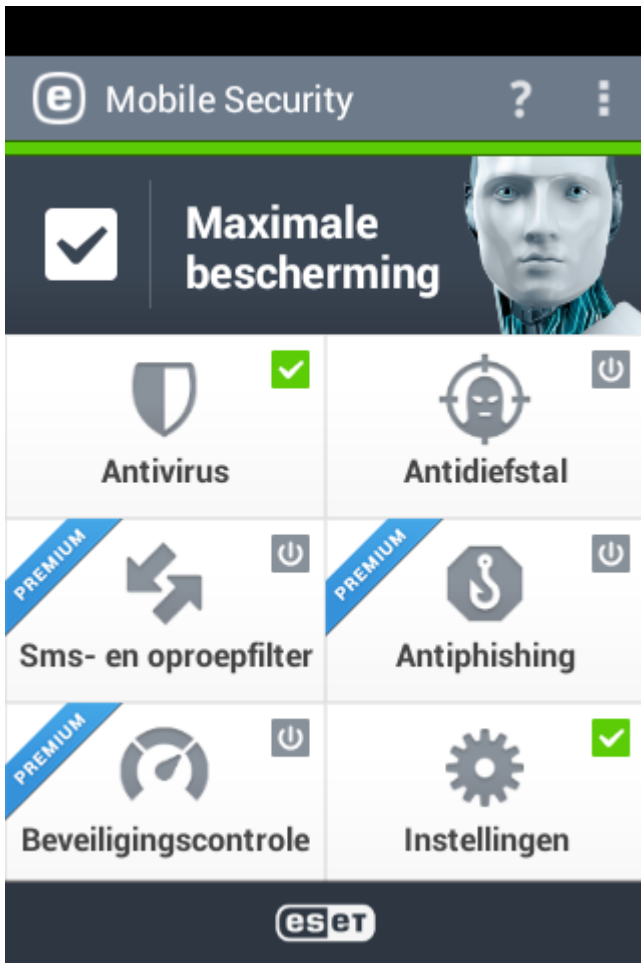 e Mobile Security ?
Maximale
bescherming
Antivirus
Antidiefstal
PREMIUM
Sms- en oproepfilter
PREMIUM
Antiphishing
PREMIUM
Beveiligingscontrole
Instellingen
eseT